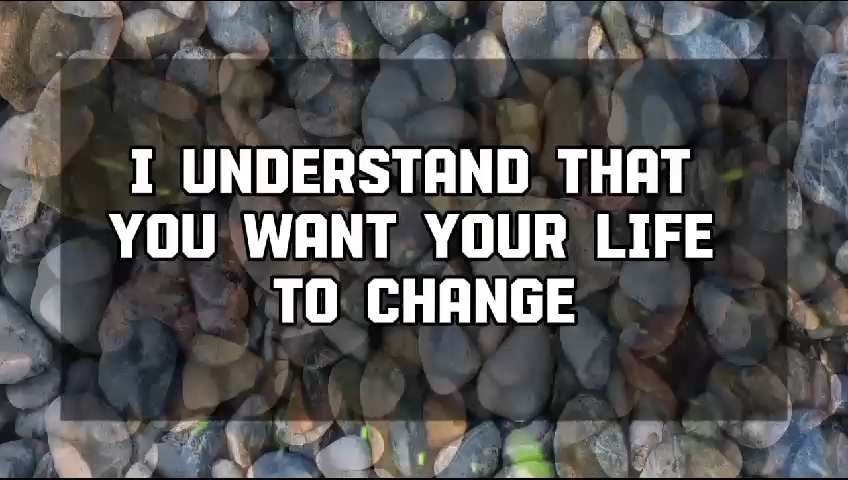 I UNDERSTAND THAT
YOU WANT YOUR LIFE
TO CHANGE